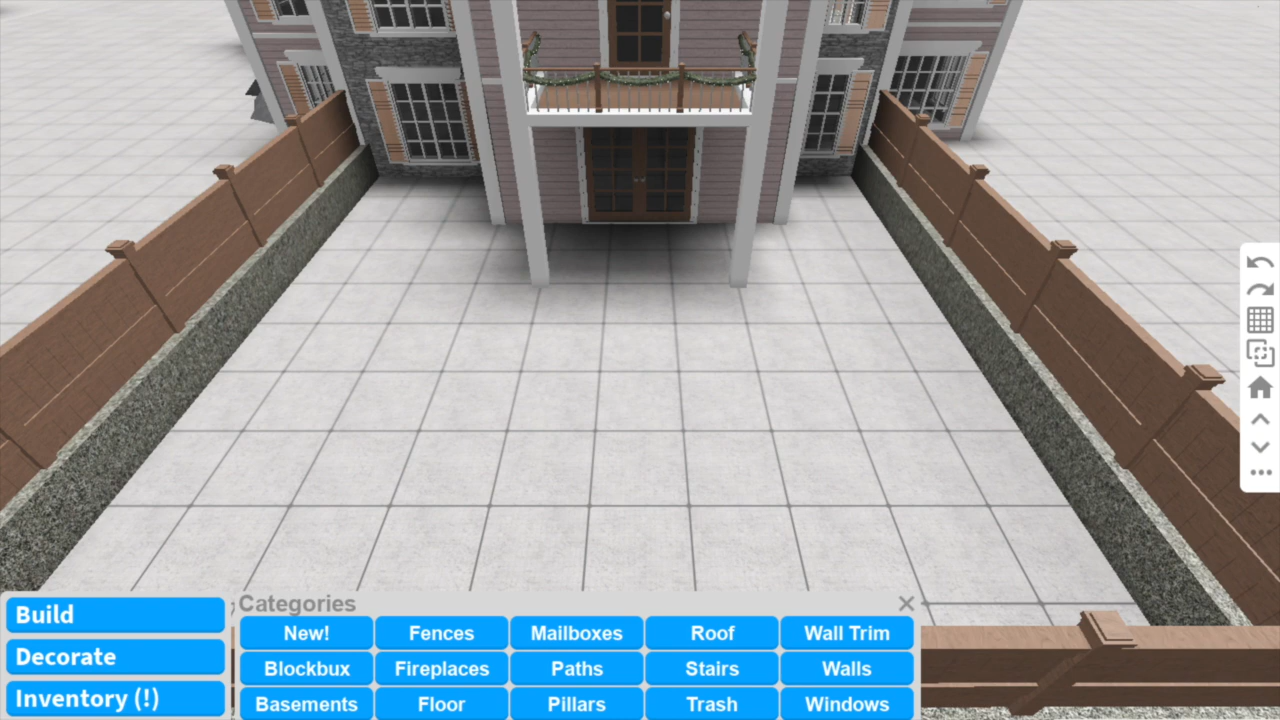 Build
Decorate
Inventory (!)
Categories
New! Fences Mailboxes Roof Wall Trim
Blockbux Fireplaces Paths Stairs Walls
Basements Floor Pillars Trash Windows